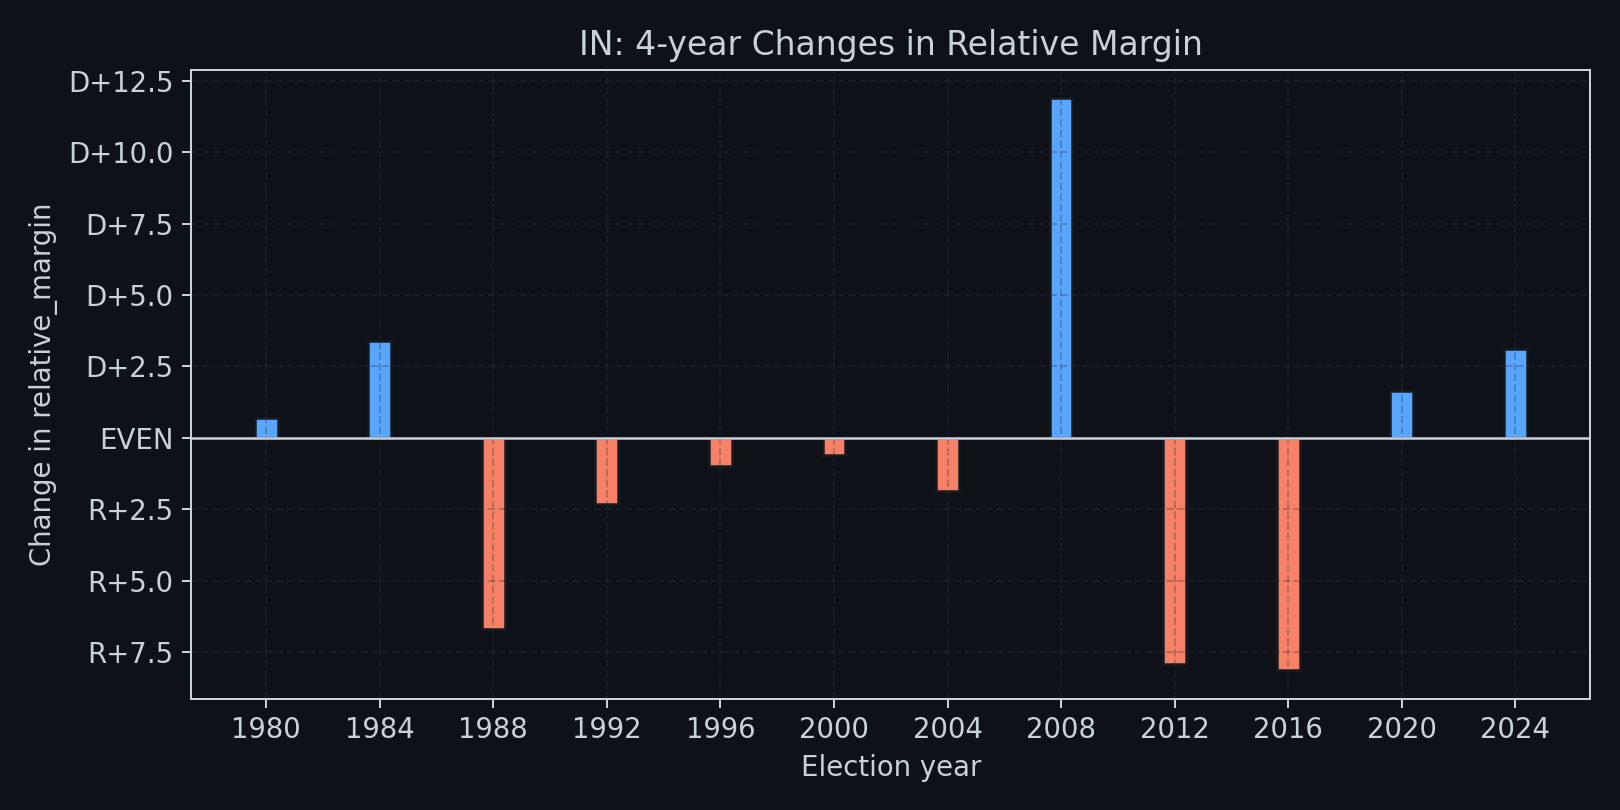 IN: 4-year Changes in Relative Margin
Change in relative_margin
D+12.5
D+10.0
D+7.5
D+5.0
D+2.5
EVEN
R+2.5
R+5.0
R+7.5
1980 1984 1988 1992 1996 2000 2004 2008 2012 2016 2020 2024
Election year